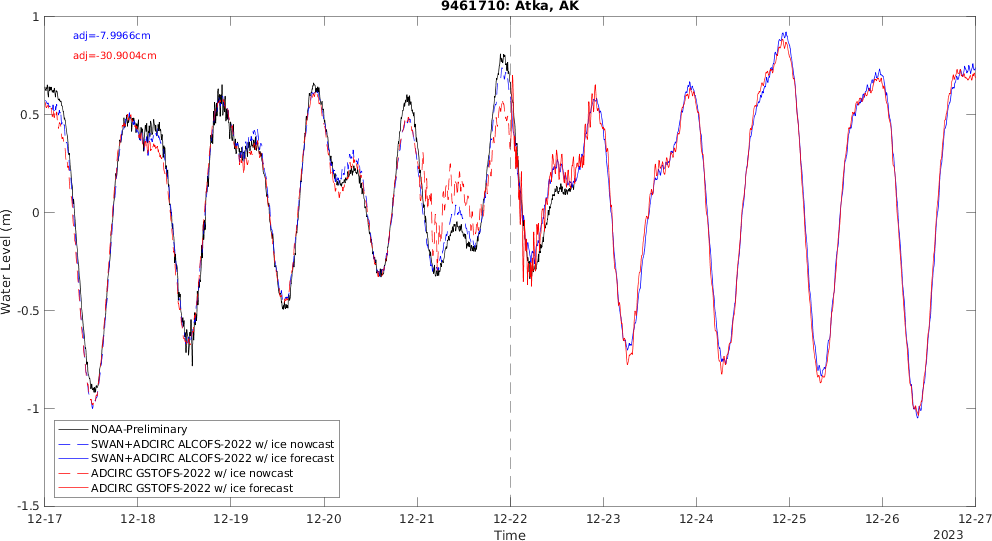 9461710: Atka, AK
adj=-7.9966cm
adj=-30.9004cm
1
0.5
0
-0.5
-1
-1.5
Water Level (m)
NOAA-Preliminary
SWAN+ADCIRC ALCOFS-2022 w/ ice nowcast
SWAN+ADCIRC ALCOFS-2022 w/ ice forecast
ADCIRC GSTOFS-2022 w/ ice nowcast
ADCIRC GSTOFS-2022 w/ ice forecast
12-17 12-18 12-19 12-20 12-21 12-22 12-23 12-24 12-25 12-26 12-27
Time
2023